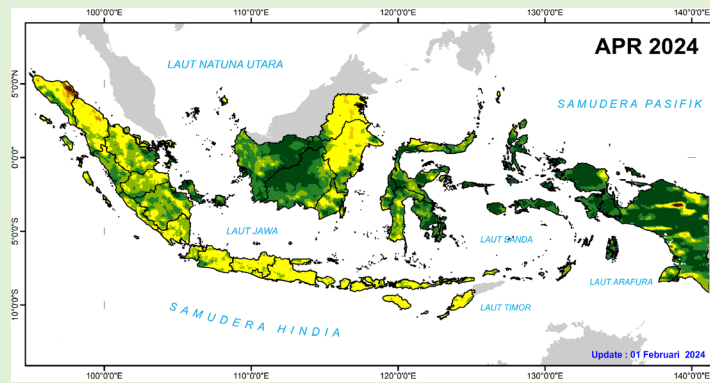 100°0'0"E 110°0'0"E 120°0'0"E 130°0'0"E 140°0'0"E
APR 2024
LAUT NATUNA UTARA
5°0'0"N
SAMUDERA PASIFIK
0°0'0"
LAUT JAWA
LAUT BANDA
5°0'0"S
LAUT ARAFURA
10°0'0"S
SAMUDERA HINDIA
LAUT TIMOR
Update : 01 Februari 2024
100°0'0"E 110°0'0"E 120°0'0"E 130°0'0"E 140°0'0"E